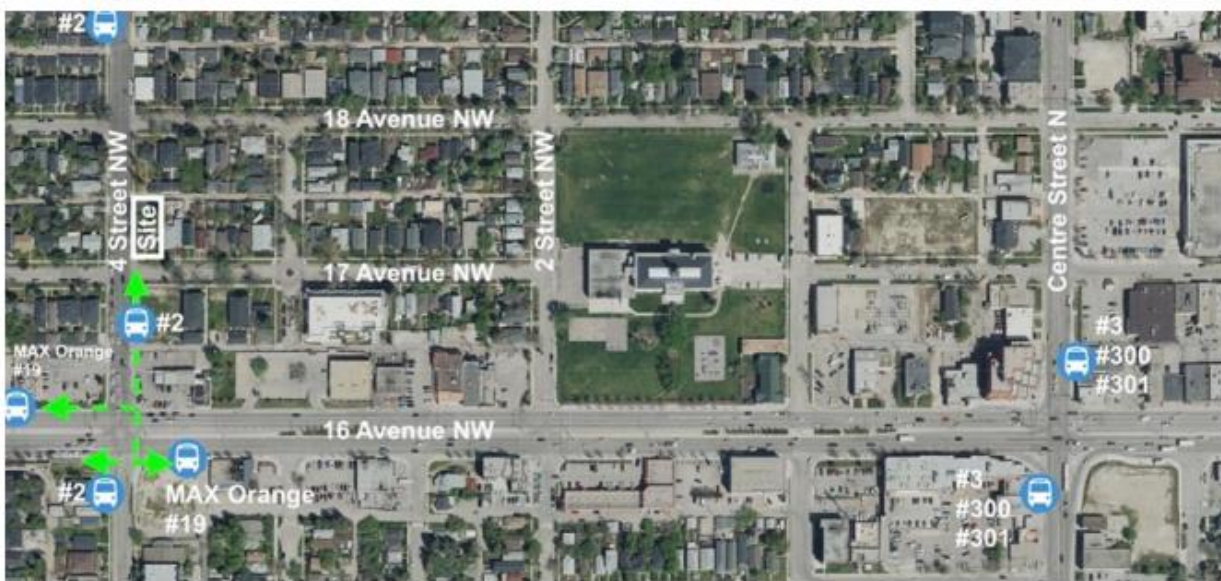 #2
18 Avenue NW
4 Street NW
Site
2 Street NW
Centre Street N
17 Avenue NW
#2
MAX Orange
#19
#3
#300
#301
16 Avenue NW
#2
MAX Orange
#19
#3
#300
#301